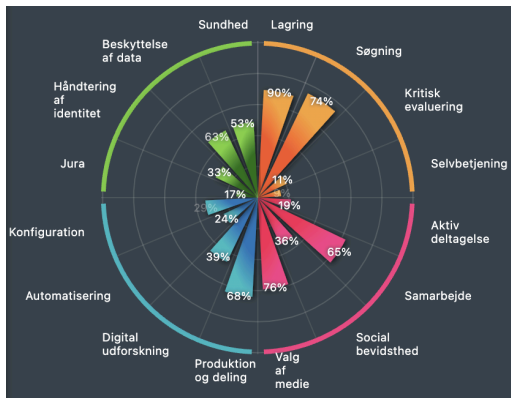 Sundhed
Lagring
Søgning
Kritisk
evaluering
Selvbetjening
Aktiv
deltagelse
Samarbejde
Social
bevidsthed
Valg
af
medie
Produktion
og deling
Digital
udforskning
Automatisering
Konfiguration
Jura
Håndtering
af
identitet
Beskyttelse
af data
90%
74%
11%
19%
65%
36%
76%
68%
39%
24%
29%
17%
33%
63%
53%